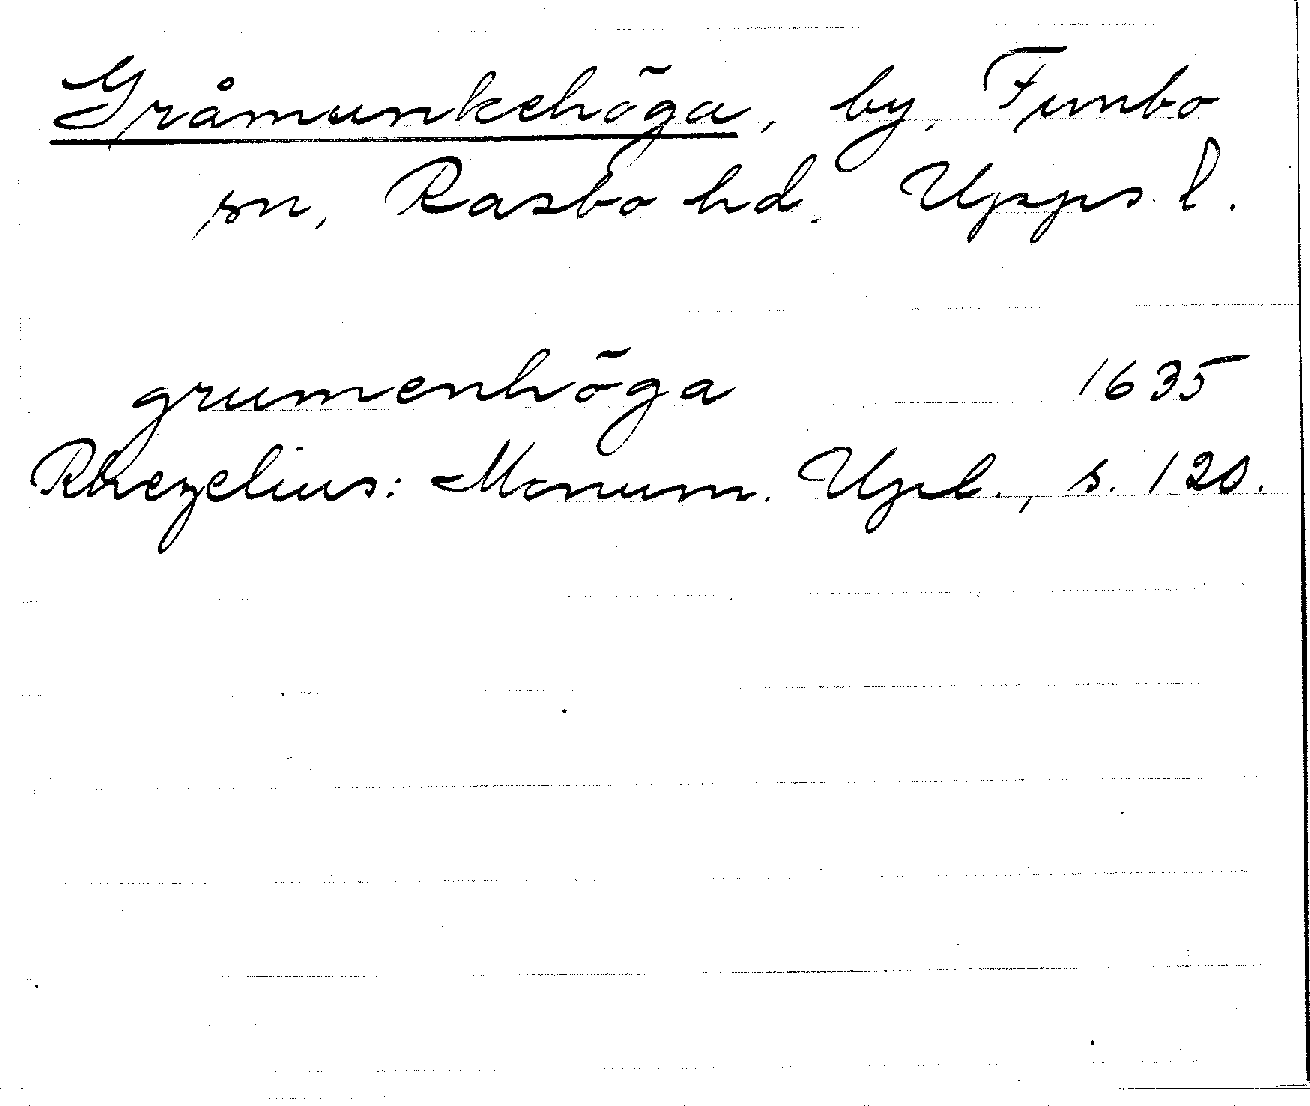 Gråmunkehöga, by, Funbo
sn, Rasbo hd. Upps. l.
grumenhöga 1635
Rhezelius: Monum. Upl., s. 120.